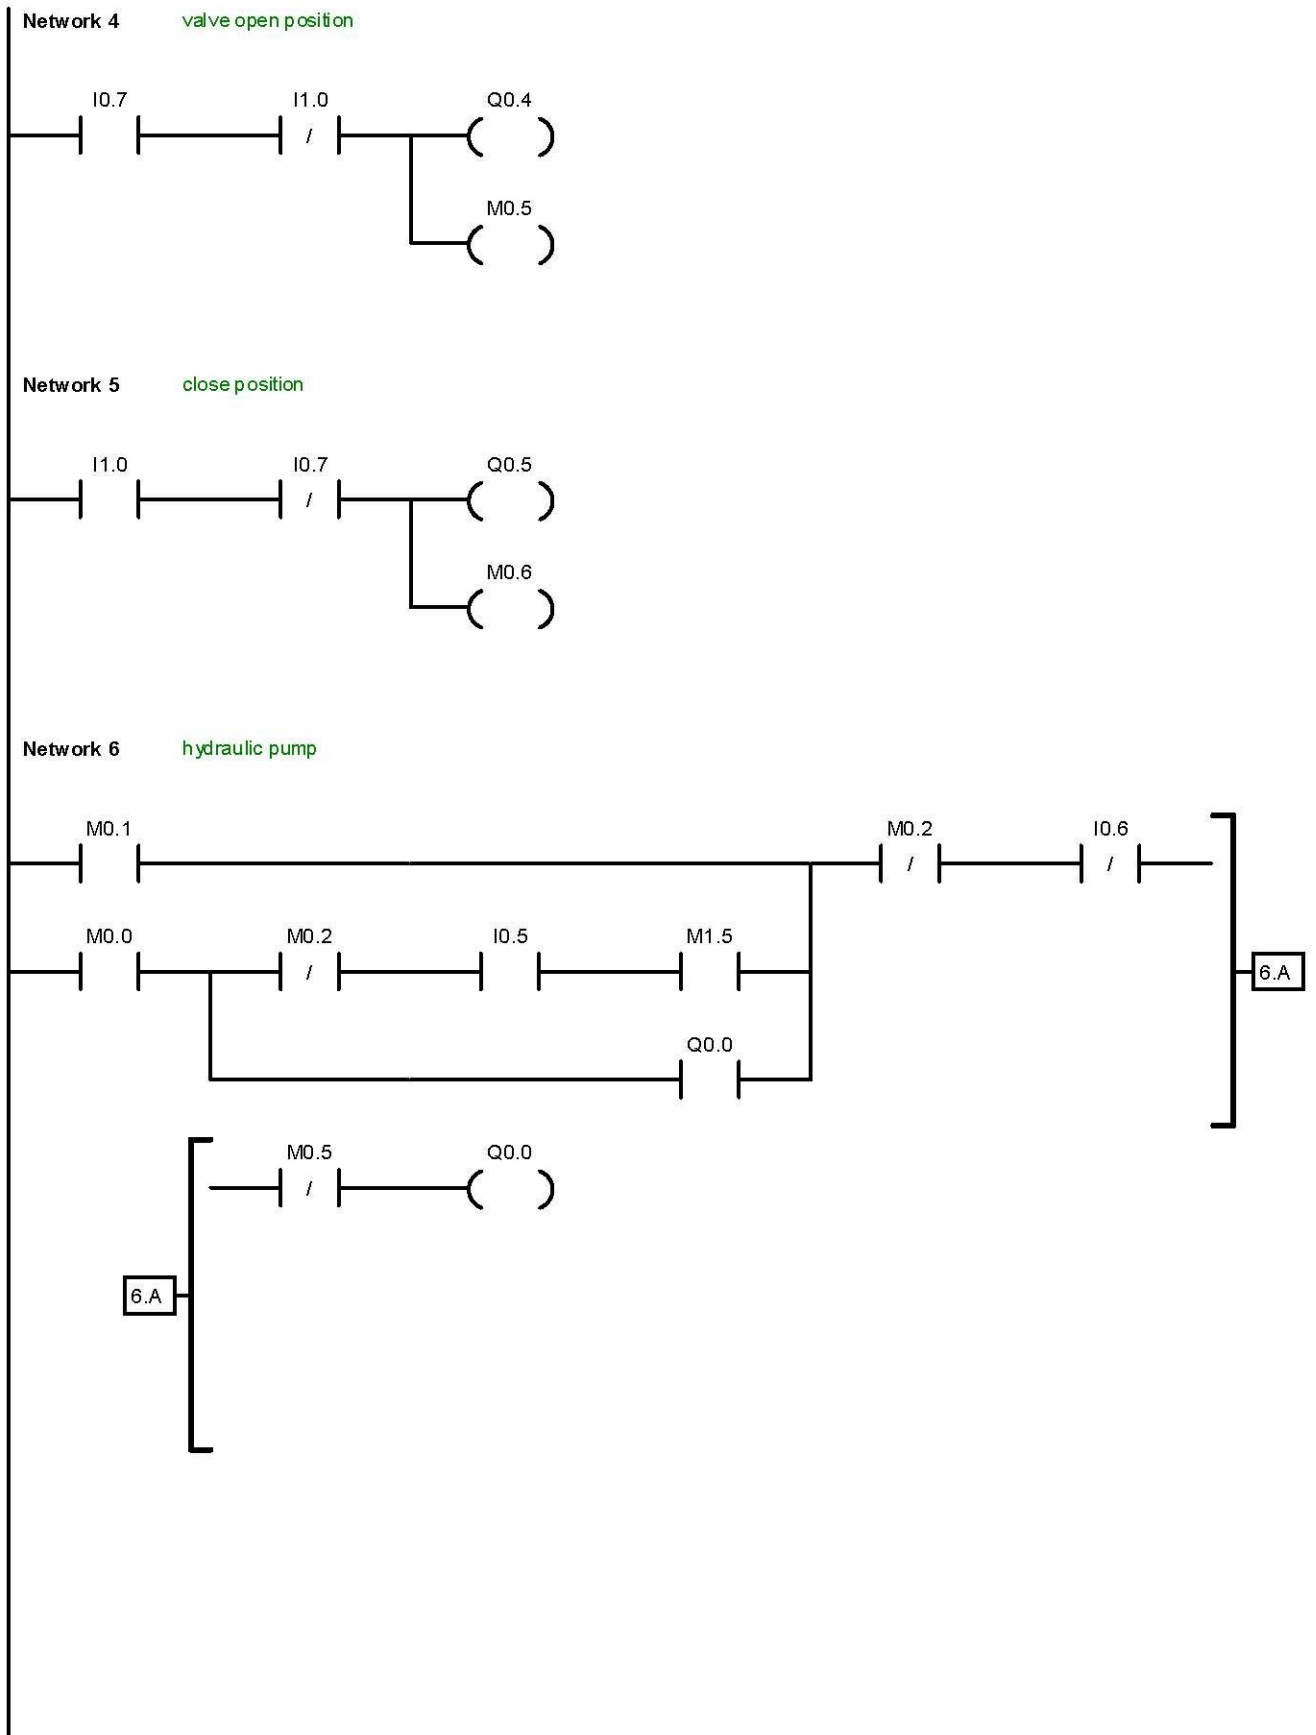 Network 4 valve open position
I0.7 I1.0 Q0.4
/
M0.5
Network 5 close position
I1.0 I0.7 Q0.5
/
M0.6
Network 6 hydraulic pump
M0.1 M0.2 I0.6
/ /
M0.0 M0.2 I0.5 M1.5
/ 6.A
Q0.0
M0.5 Q0.0
/
6.A